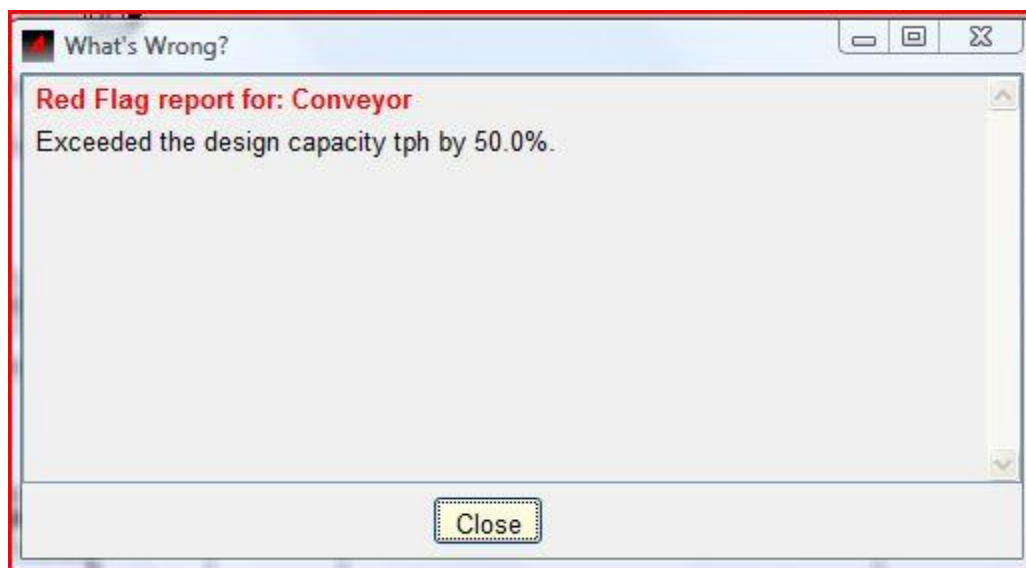 What's Wrong?
Red Flag report for: Conveyor
Exceeded the design capacity tph by 50.0%.
Close